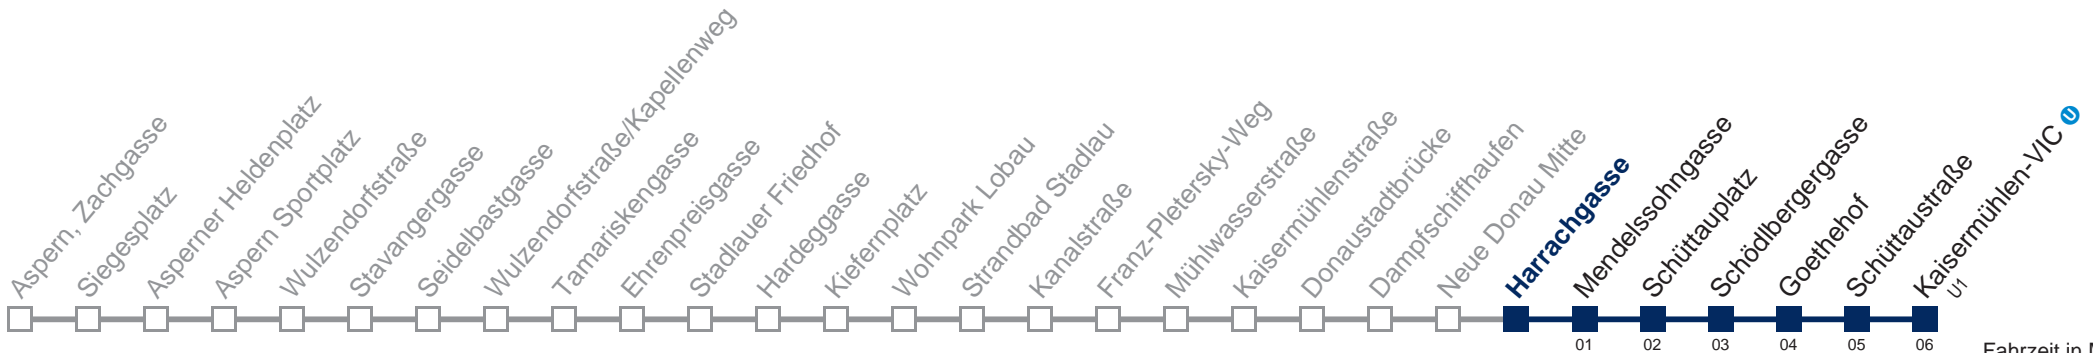 Aspern, Zachgasse
Siegesplatz
Asperner Heldenplatz
Aspern Sportplatz
Wulzendorfstraße
Stavangergasse
Seidelbastgasse
Wulzendorfstraße/Kapellenweg
Tamariskengasse
Ehrenpreisgasse
Stadlauer Friedhof
Hardeggasse
Kiefernplatz
Wohnpark Lobau
Strandbad Stadlau
Kanalstraße
Franz-Pletersky-Weg
Mühlwasserstraße
Kaisermühlenstraße
Donaustadtbrücke
Dampfschiffhaufen
Neue Donau Mitte
Harrachgasse
Mendelssohngasse
Schüttauplatz
Schödlbergergasse
Goethehof
Schüttaustraße
Kaisermühlen-VIC U
U1
01 02 03 04 05 06
Fahrzeit in